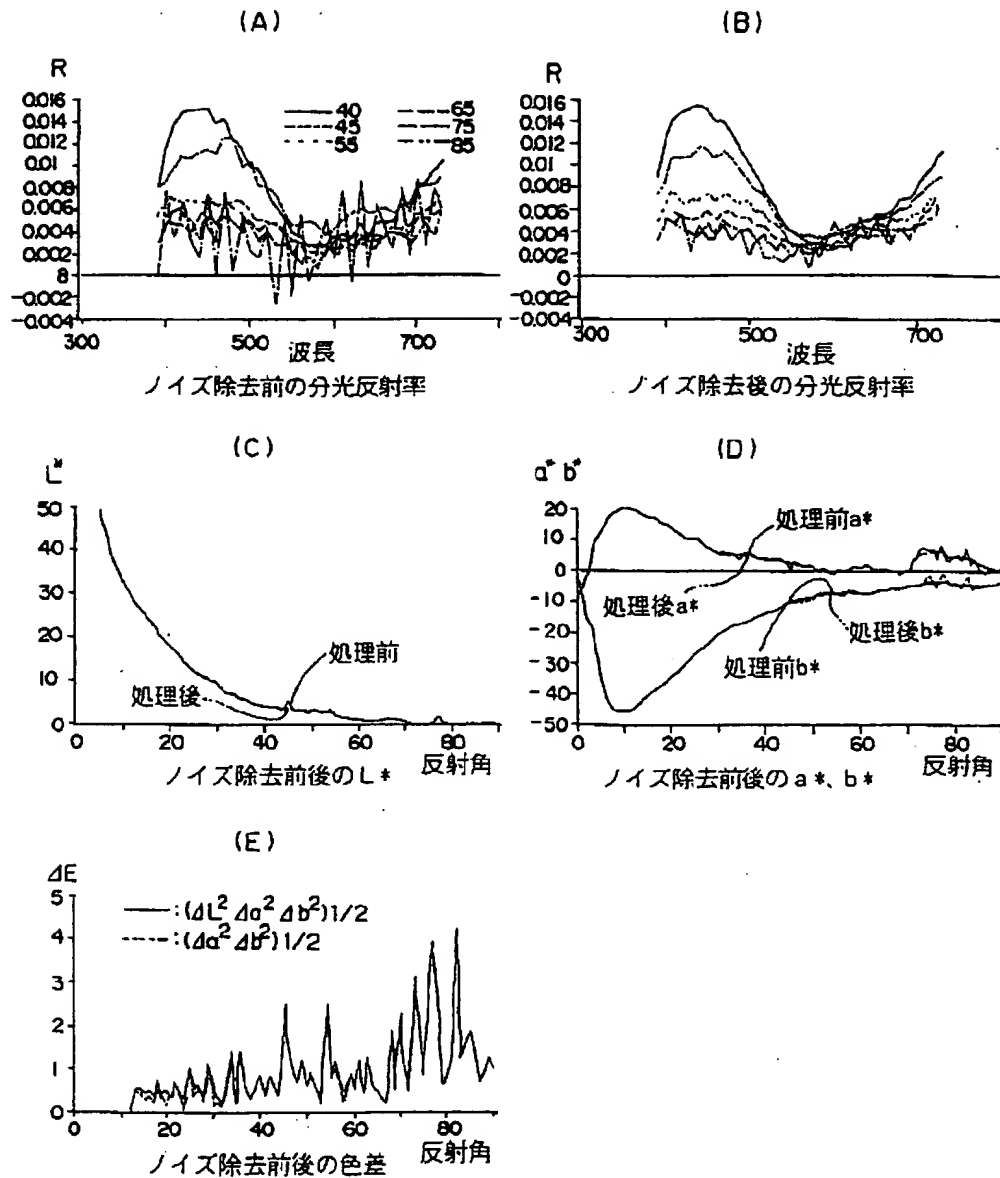 (A)
R
0.016
0.014
0.012
0.01
0.008
0.006
0.004
0.002
0
-0.002
-0.004
40
45
55
65
75
85
300
500
700
波長
ノイズ除去前の分光反射率
(B)
R
0.016
0.014
0.012
0.01
0.008
0.006
0.004
0.002
0
-0.002
-0.004
300
500
700
波長
ノイズ除去後の分光反射率
(C)
L*
50
40
30
20
10
0
処理前
処理後
0
20
40
60
80
反射角
ノイズ除去前後のL*
(D)
a* b*
20
10
0
-10
-20
-30
-40
-50
処理前a*
処理後a*
処理後b*
処理前b*
0
20
40
60
80
反射角
ノイズ除去前後のa*、b*
(E)
ΔE
5
4
3
2
1
0
:(ΔL² Δa² Δb²)1/2
:(Δa² Δb²)1/2
0
20
40
60
80
反射角
ノイズ除去前後の色差